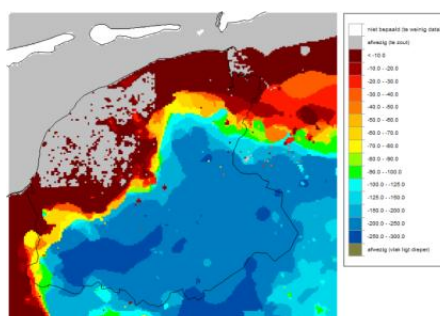 niet bepaald (te weinig data)
afwezig (te zout)
< -10.0
-10.0 - -20.0
-20.0 - -30.0
-30.0 - -40.0
-40.0 - -50.0
-50.0 - -60.0
-60.0 - -70.0
-70.0 - -80.0
-80.0 - -90.0
-90.0 - -100.0
-100.0 - -125.0
-125.0 - -150.0
-150.0 - -200.0
-200.0 - -250.0
-250.0 - -300.0
afwezig (vlak ligt dieper)